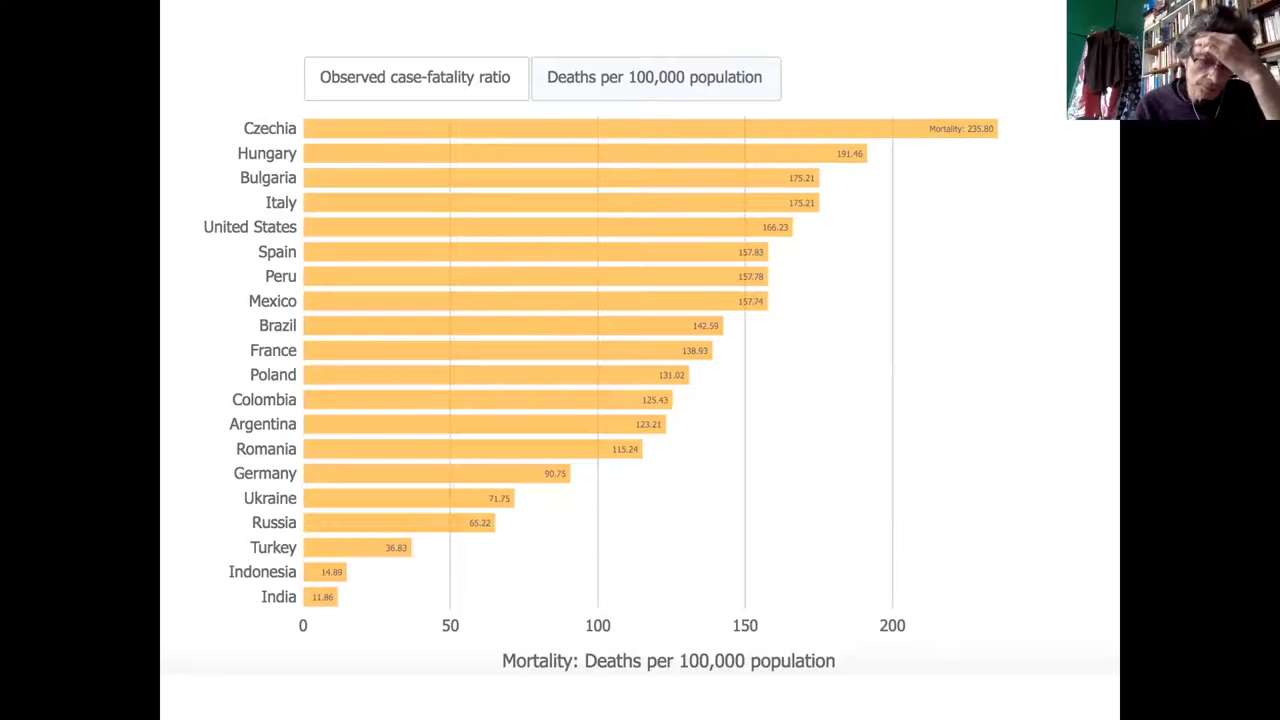 Observed case-fatality ratio Deaths per 100,000 population
Czechia Mortality: 235.80
Hungary 191.46
Bulgaria 175.21
Italy 175.21
United States 166.23
Spain 157.83
Peru 157.78
Mexico 157.74
Brazil 142.59
France 138.93
Poland 131.02
Colombia 125.43
Argentina 123.21
Romania 115.24
Germany 90.75
Ukraine 71.75
Russia 65.22
Turkey 36.83
Indonesia 14.89
India 11.86
0 50 100 150 200
Mortality: Deaths per 100,000 population